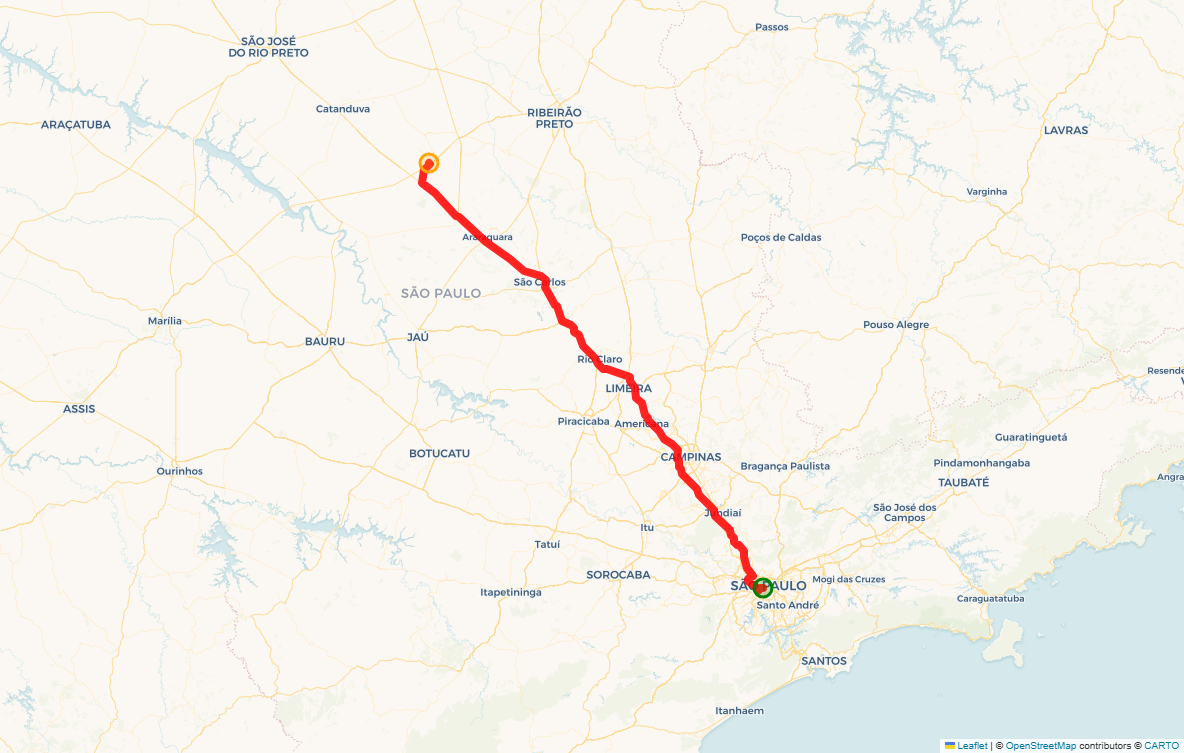 Passos
SÃO JOSÉ
DO RIO PRETO
Catanduva
RIBEIRÃO
PRETO
ARAÇATUBA
LAVRAS
Varginha
Araraquara
Poços de Caldas
São Carlos
SÃO PAULO
Marília
Pouso Alegre
BAURU
JAÚ
Rio Claro
Resende
LIMEIRA
ASSIS
Piracicaba
Americana
Guaratinguetá
BOTUCATU
CAMPINAS
Bragança Paulista
Pindamonhangaba
Ourinhos
Angra
TAUBATÉ
Jundiaí
São José dos
Campos
Itu
Tatuí
SOROCABA
Mogi das Cruzes
SÃO PAULO
Itapetininga
Caraguatatuba
Santo André
SANTOS
Itanhaem
Leaflet | © OpenStreetMap contributors © CARTO